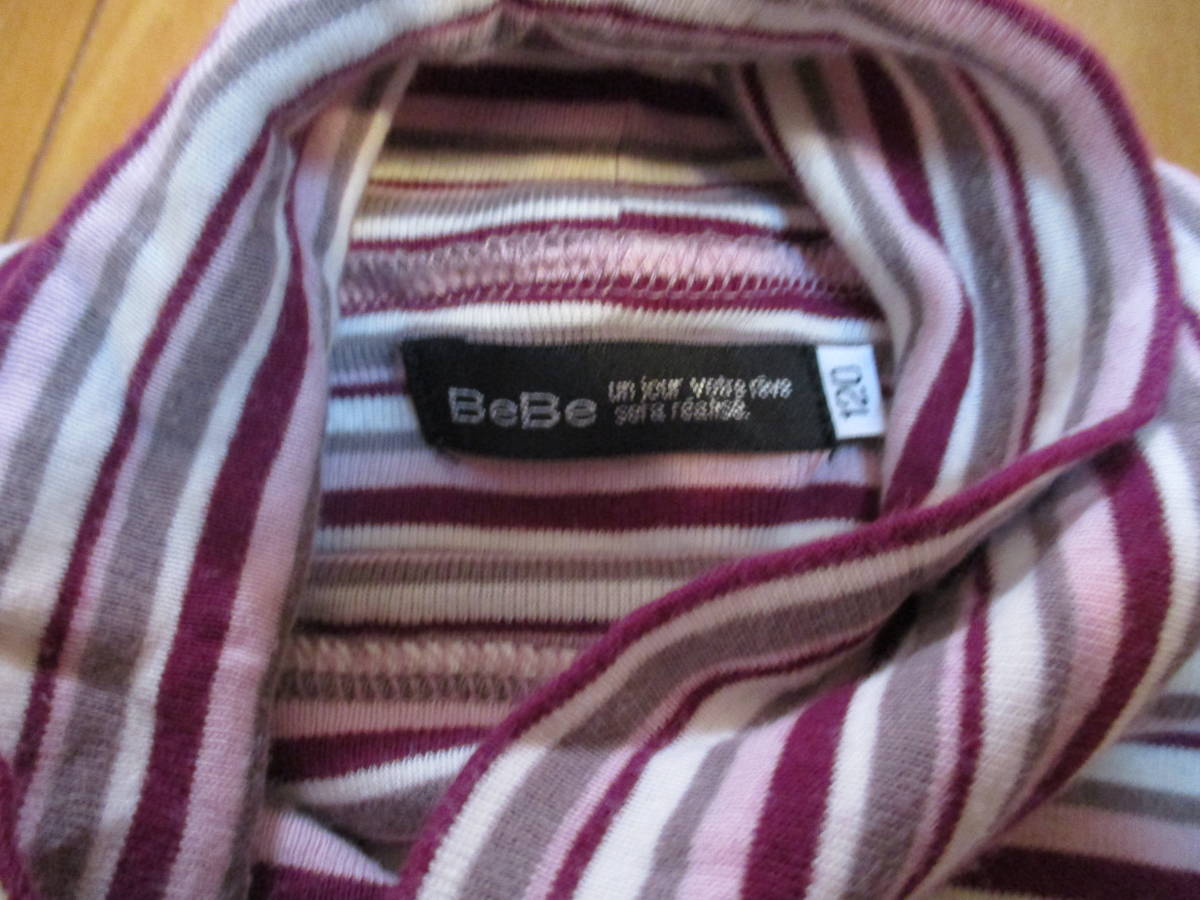 BeBe
un jour votre rêve
sera réalisé.
120